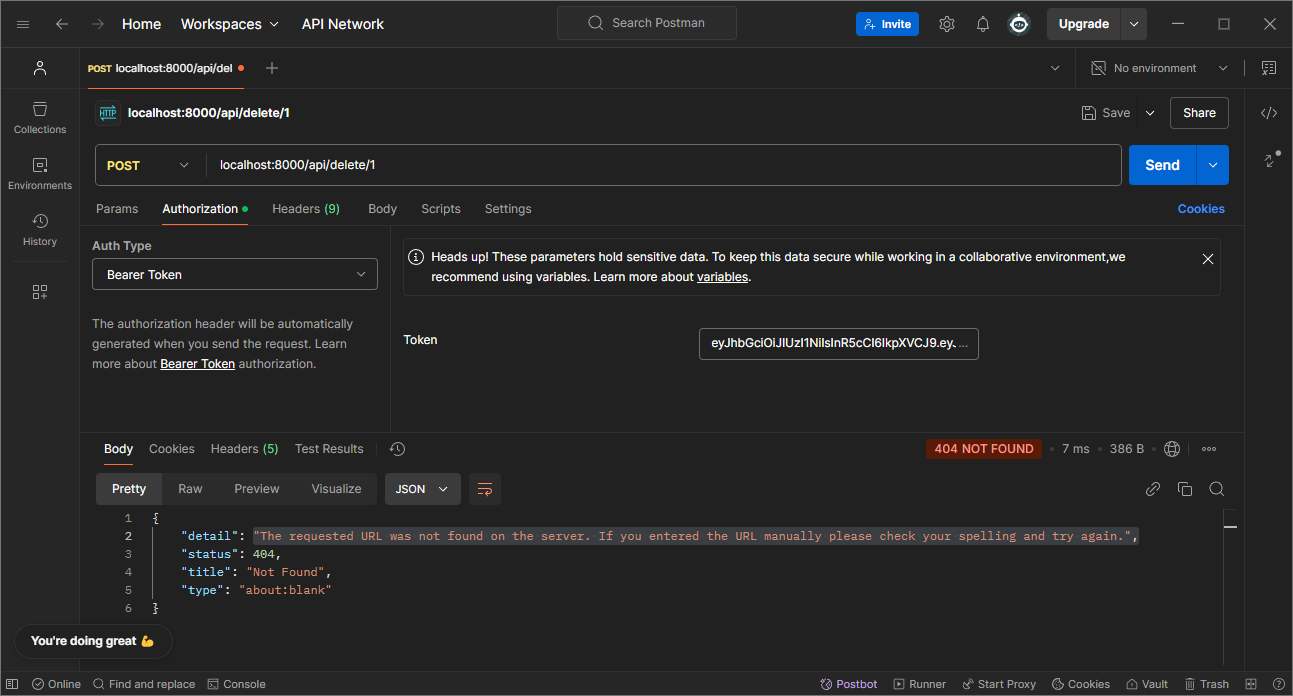 Home Workspaces API Network Search Postman Invite Upgrade
POST localhost:8000/api/del No environment
HTTP localhost:8000/api/delete/1 Save Share
Collections
POST localhost:8000/api/delete/1 Send
Environments
Params Authorization Headers (9) Body Scripts Settings Cookies
History
Auth Type
Bearer Token
Heads up! These parameters hold sensitive data. To keep this data secure while working in a collaborative environment,we
recommend using variables. Learn more about variables.
The authorization header will be automatically
generated when you send the request. Learn
more about Bearer Token authorization.
Token
Body Cookies Headers (5) Test Results 404 NOT FOUND 7 ms 386 B
Pretty Raw Preview Visualize JSON
1 {
2 "detail": "The requested URL was not found on the server. If you entered the URL manually please check your spelling and try again.",
3 "status": 404,
4 "title": "Not Found",
5 "type": "about:blank"
6 }
You're doing great 💪
Online Find and replace Console Postbot Runner Start Proxy Cookies Vault Trash